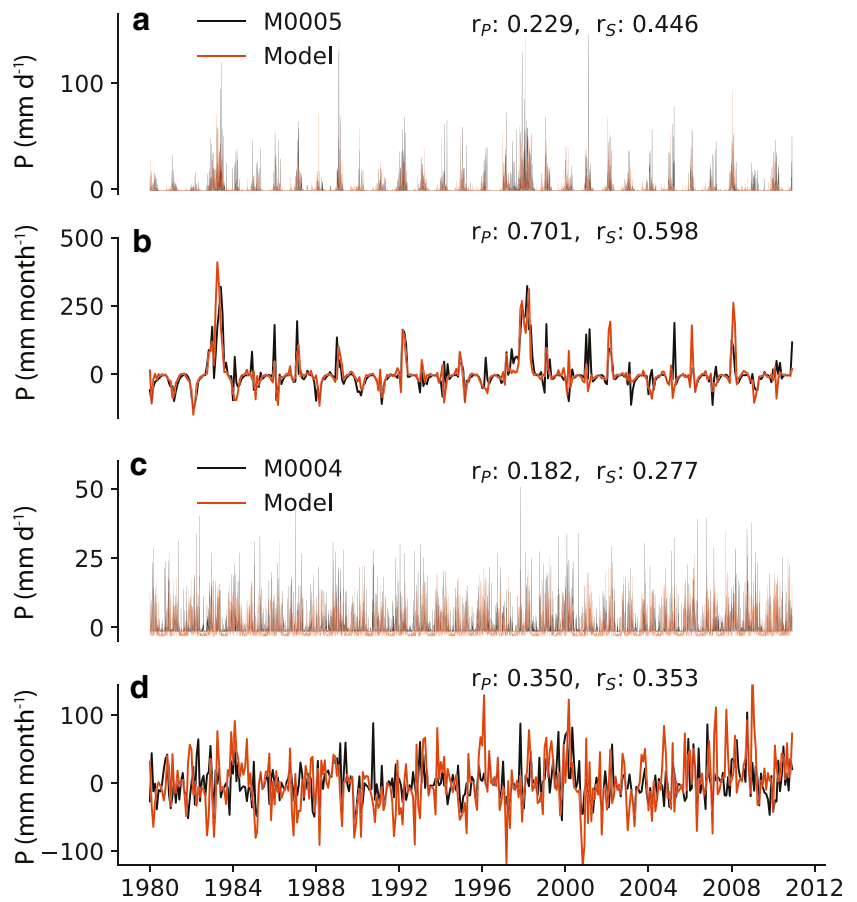 a
M0005
r_P: 0.229, r_S: 0.446
Model
P (mm d⁻¹)
100
0
b
r_P: 0.701, r_S: 0.598
P (mm month⁻¹)
500
250
0
c
M0004
r_P: 0.182, r_S: 0.277
Model
P (mm d⁻¹)
50
25
0
d
r_P: 0.350, r_S: 0.353
P (mm month⁻¹)
100
0
−100
1980 1984 1988 1992 1996 2000 2004 2008 2012